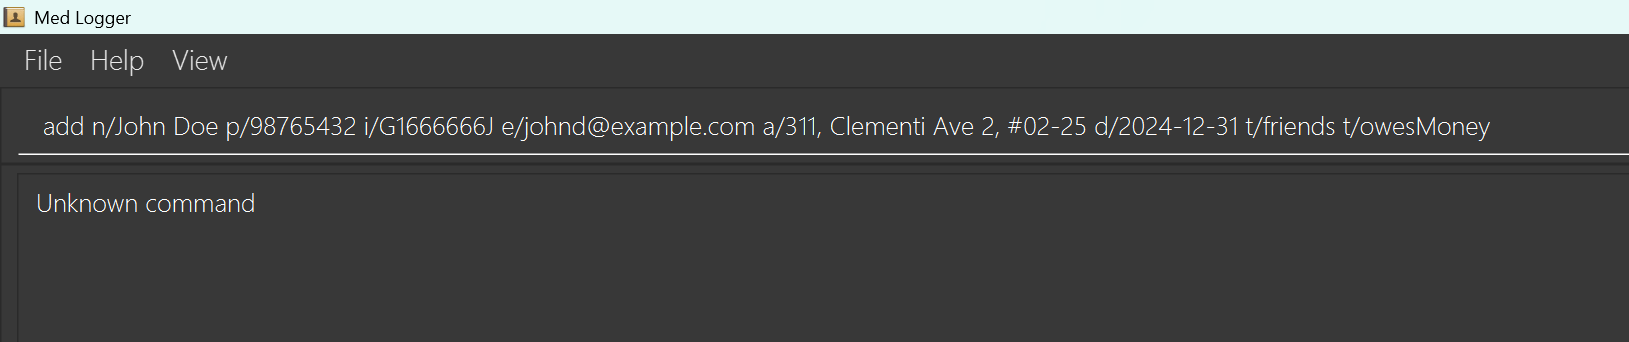 Med Logger
File Help View
add n/John Doe p/98765432 i/G1666666J e/johnd@example.com a/311, Clementi Ave 2, #02-25 d/2024-12-31 t/friends t/owesMoney
Unknown command